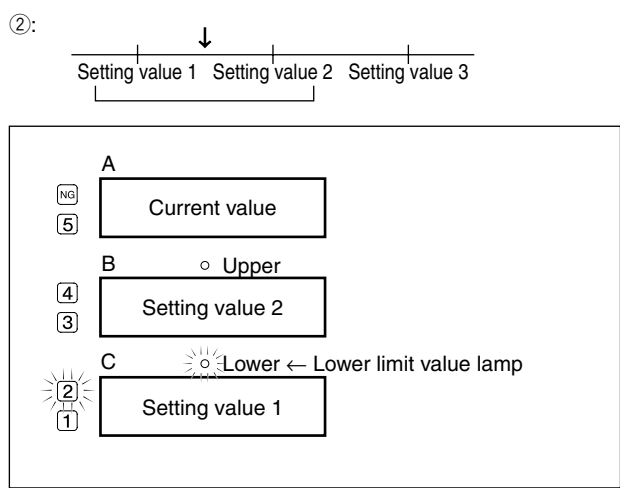 ②:
↓
Setting value 1 Setting value 2 Setting value 3
A
NG
Current value
5
B
Upper
4
Setting value 2
3
C
Lower ← Lower limit value lamp
2
Setting value 1
1